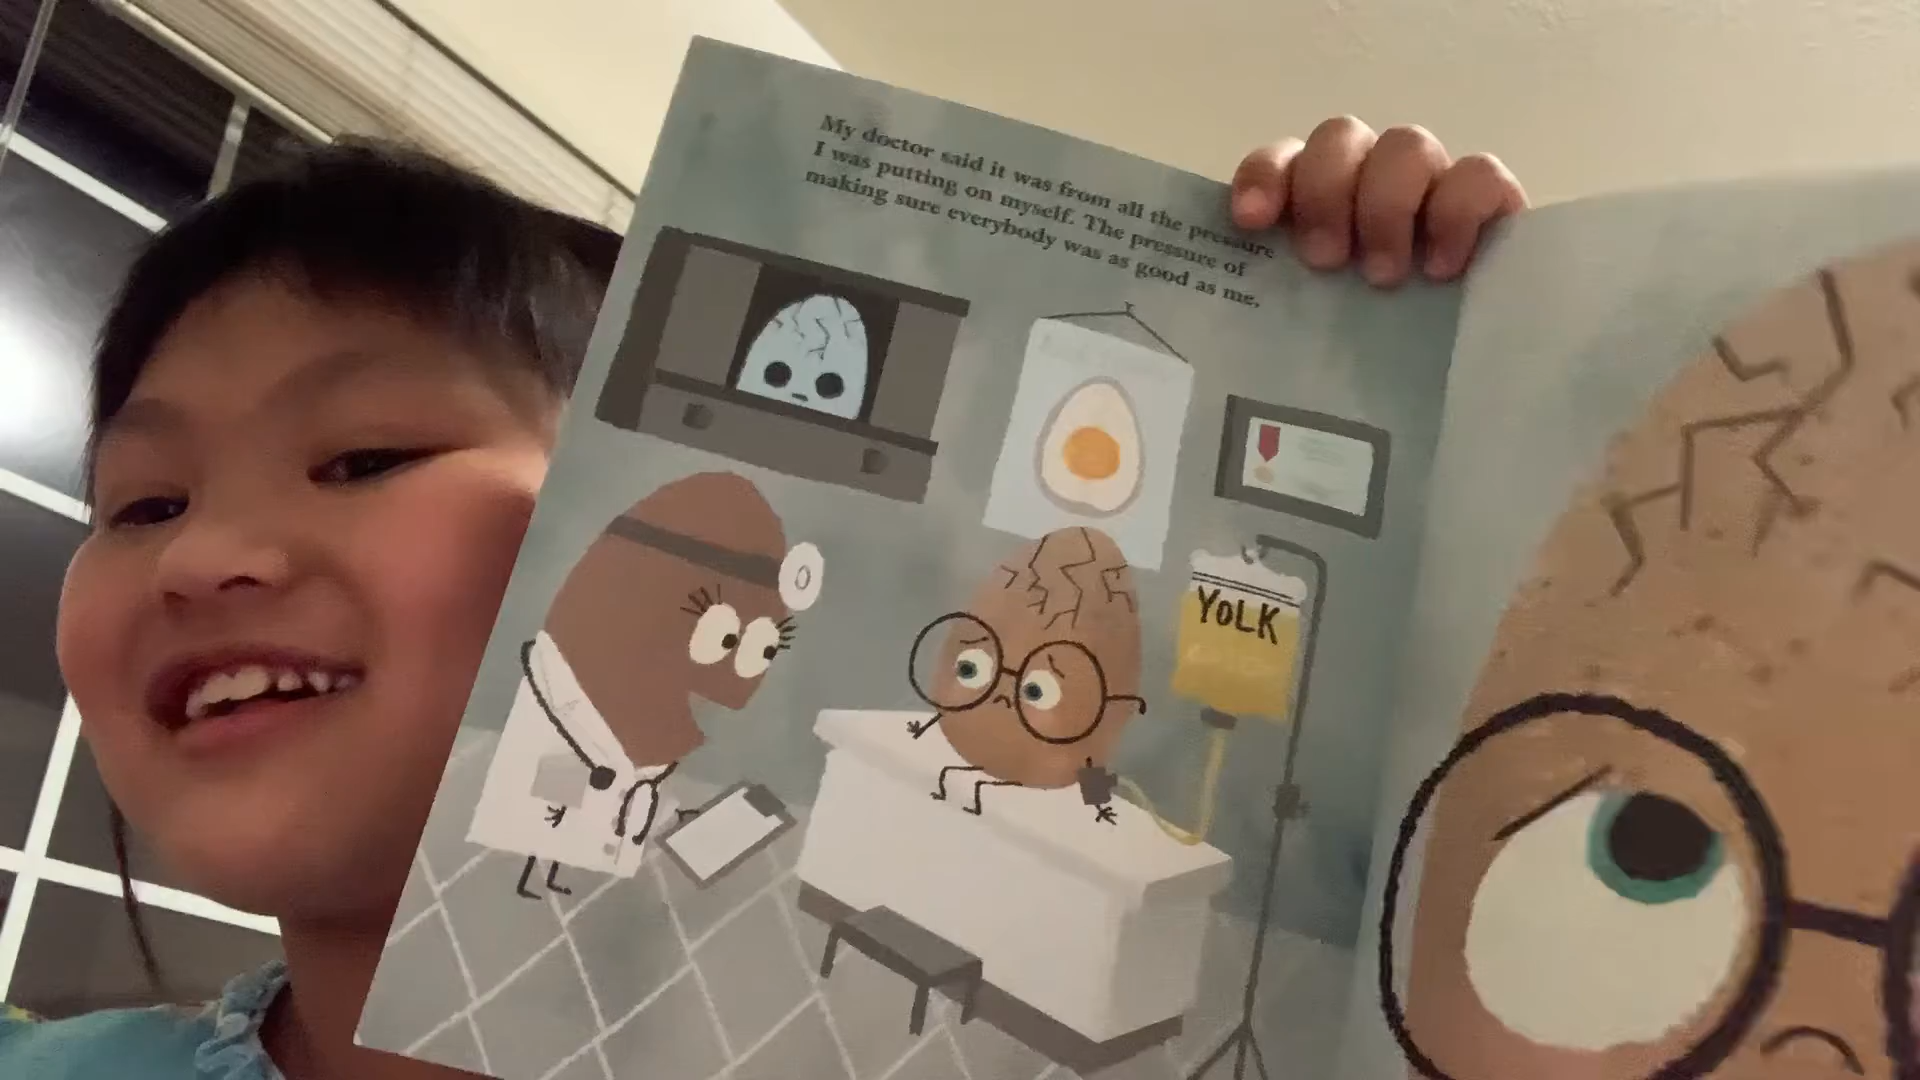 My doctor said it was from all the pressure
I was putting on myself. The pressure of
making sure everybody was as good as me,
YOLK